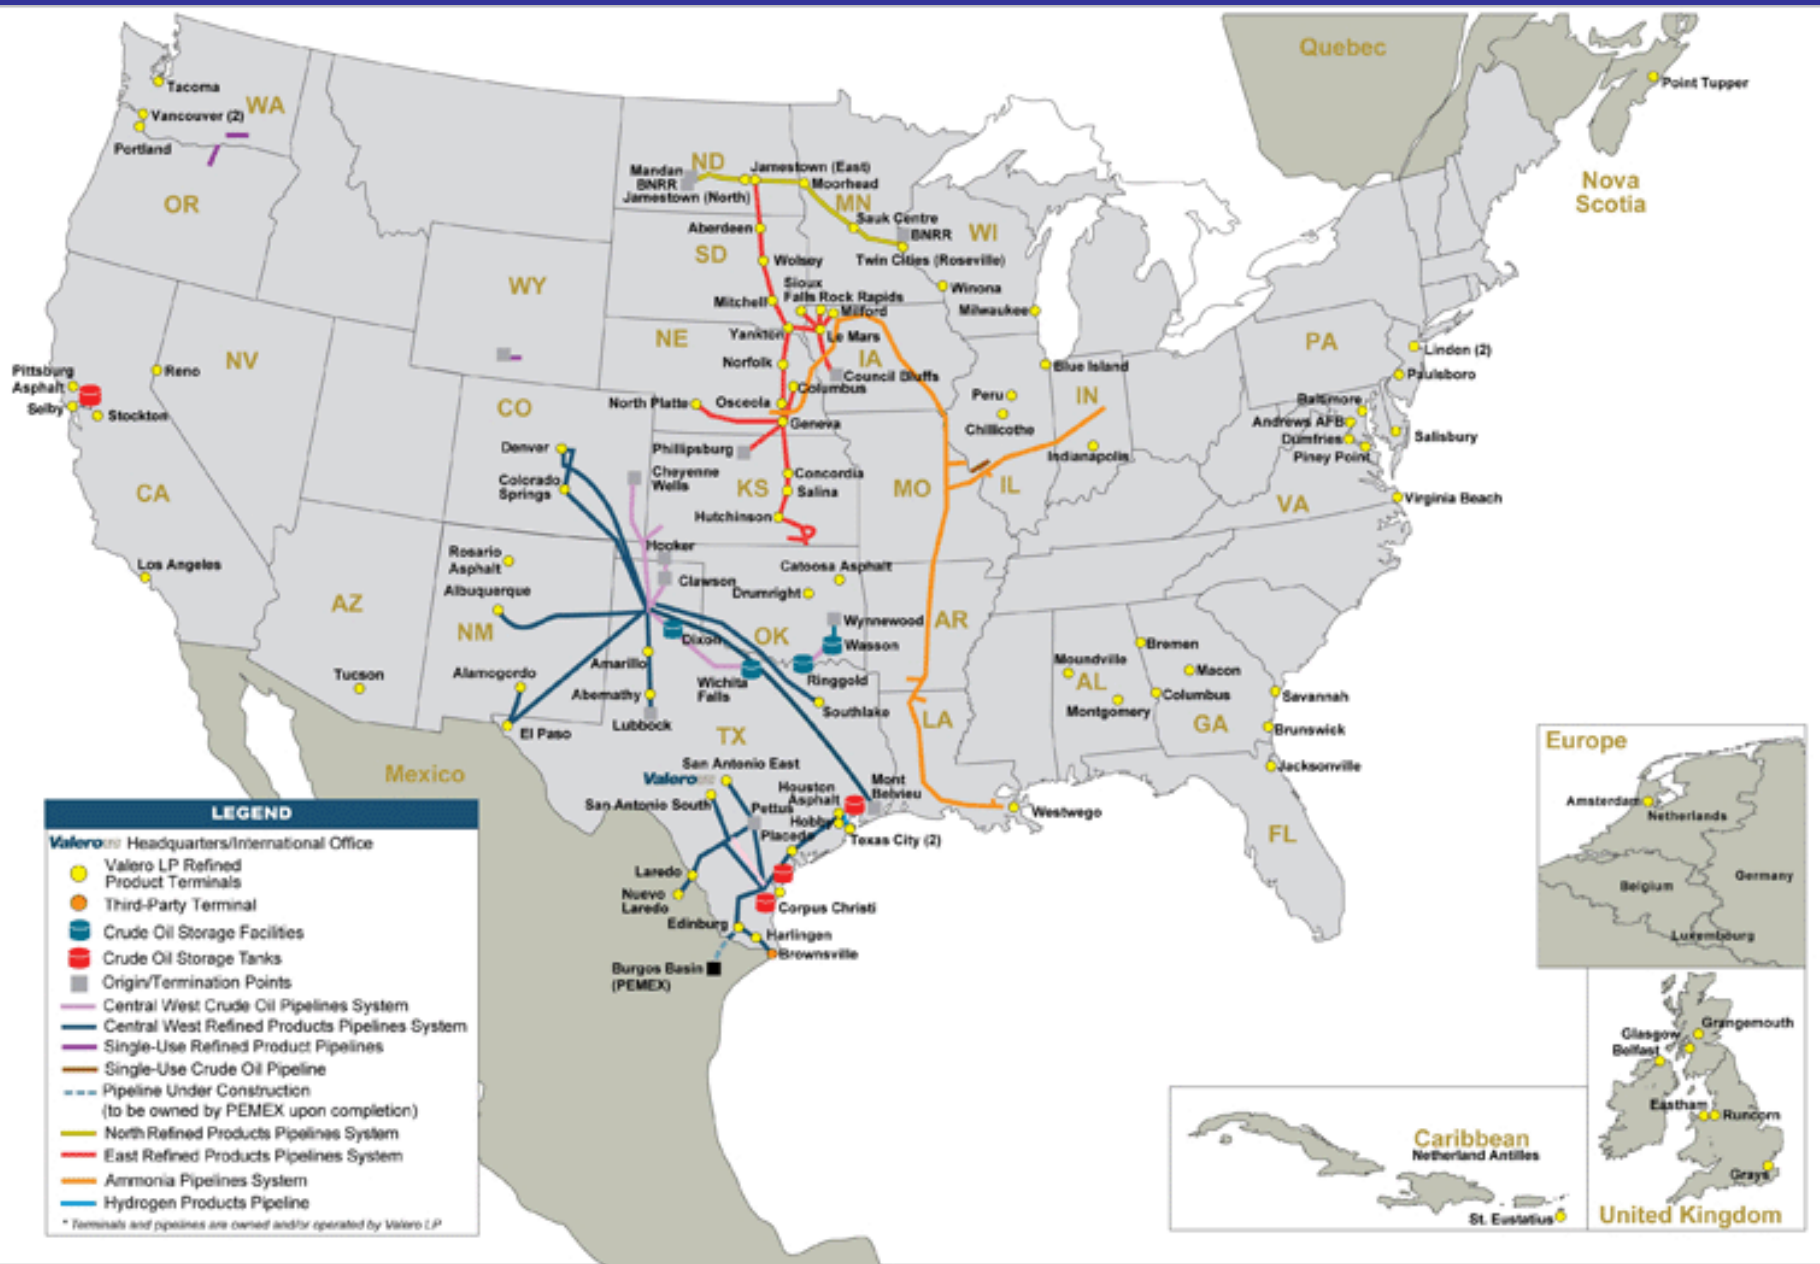 Quebec
Point Tupper
Nova
Scotia
Tacoma
WA
Vancouver (2)
Portland
OR
Mandan
BNRR
ND
Jamestown (East)
Jamestown (North)
Moorhead
MN
Sauk Centre
BNRR
WI
Twin Cities (Roseville)
Aberdeen
SD
Wolsey
WY
Sioux
Falls
Rock Rapids
Mitchell
Milford
Winona
Milwaukee
NE
Yankton
Le Mars
IA
Norfolk
Council Bluffs
Columbus
North Platte
Osceola
Geneva
Blue Island
Peru
Chillicothe
IN
Indianapolis
PA
Linden (2)
Paulsboro
Baltimore
Andrews AFB
Dumfries
Piney Point
Salisbury
Virginia Beach
VA
NV
Reno
Pittsburg
Asphalt
Selby
Stockton
CA
Los Angeles
CO
Denver
Colorado
Springs
Phillipsburg
Cheyenne
Wells
KS
Concordia
Salina
Hutchinson
MO
IL
Hooker
Clawson
Rosario
Asphalt
Albuquerque
AZ
NM
Tucson
Alamogordo
El Paso
Catoosa Asphalt
Drumright
OK
Wynnewood
Wasson
Dixon
Amarillo
Wichita
Falls
Ringgold
Abernathy
Lubbock
Southlake
AR
LA
TX
Bremen
Moundville
AL
Macon
Columbus
Montgomery
GA
Savannah
Brunswick
Jacksonville
FL
San Antonio East
Valero
San Antonio South
Houston
Asphalt
Mont
Belvieu
Pettus
Hobby
Placedo
Texas City (2)
Westwego
Laredo
Nuevo
Laredo
Corpus Christi
Edinburg
Harlingen
Brownsville
Burgos Basin
(PEMEX)
Mexico
LEGEND
Valero
Headquarters/International Office
Valero LP Refined
Product Terminals
Third-Party Terminal
Crude Oil Storage Facilities
Crude Oil Storage Tanks
Origin/Termination Points
Central West Crude Oil Pipelines System
Central West Refined Products Pipelines System
Single-Use Refined Product Pipelines
Single-Use Crude Oil Pipeline
Pipeline Under Construction
(to be owned by PEMEX upon completion)
North Refined Products Pipelines System
East Refined Products Pipelines System
Ammonia Pipelines System
Hydrogen Products Pipeline
* Terminals and pipelines are owned and/or operated by Valero LP
Europe
Amsterdam
Netherlands
Belgium
Germany
Luxembourg
Grangemouth
Glasgow
Belfast
Eastham
Runcorn
Grays
United Kingdom
Caribbean
Netherland Antilles
St. Eustatius